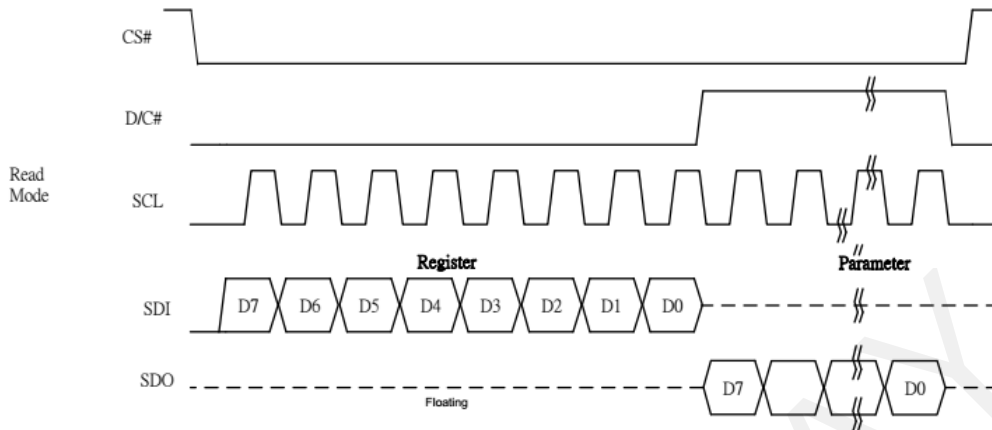 CS#
D/C#
Read
Mode
SCL
Register
Parameter
SDI
D7
D6
D5
D4
D3
D2
D1
D0
SDO
Floating
D7
D0